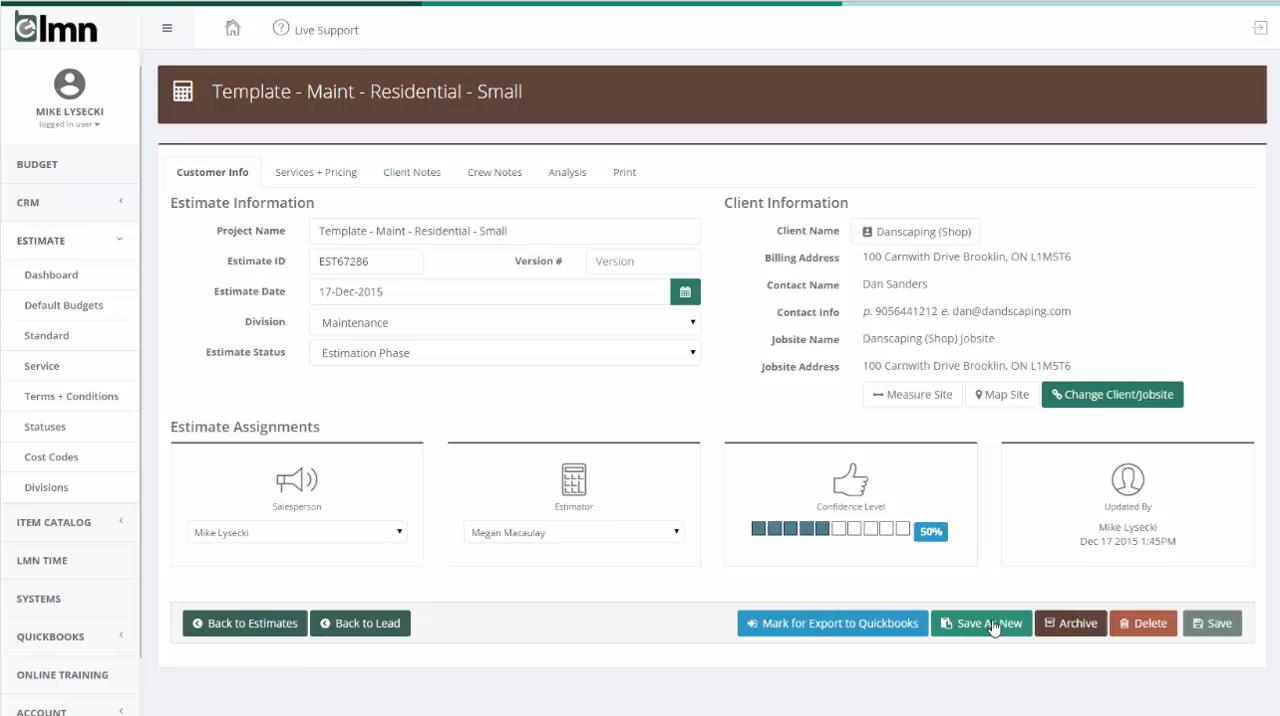 lmn
Live Support
MIKE LYSECKI
logged in user
BUDGET
CRM
ESTIMATE
Dashboard
Default Budgets
Standard
Service
Terms + Conditions
Statuses
Cost Codes
Divisions
ITEM CATALOG
LMN TIME
SYSTEMS
QUICKBOOKS
ONLINE TRAINING
ACCOUNT
Template - Maint - Residential - Small
Customer Info Services + Pricing Client Notes Crew Notes Analysis Print
Estimate Information
Project Name Template - Maint - Residential - Small
Estimate ID EST67286 Version # Version
Estimate Date 17-Dec-2015
Division Maintenance
Estimate Status Estimation Phase
Client Information
Client Name Danscaping (Shop)
Billing Address 100 Carnwith Drive Brooklin, ON L1M5T6
Contact Name Dan Sanders
Contact Info p. 9056441212 e. dan@dandscaping.com
Jobsite Name Danscaping (Shop) Jobsite
Jobsite Address 100 Carnwith Drive Brooklin, ON L1M5T6
Measure Site Map Site Change Client/Jobsite
Estimate Assignments
Salesperson
Mike Lysecki
Estimator
Megan Macaulay
Confidence Level
50%
Updated By
Mike Lysecki
Dec 17 2015 1:45PM
Back to Estimates Back to Lead Mark for Export to Quickbooks Save As New Archive Delete Save